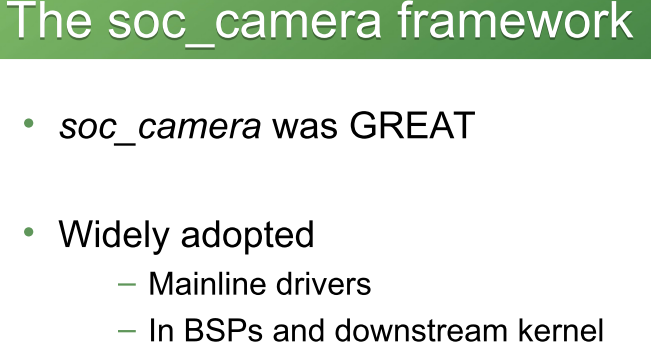 The soc_camera framework
• soc_camera was GREAT
• Widely adopted
– Mainline drivers
– In BSPs and downstream kernel